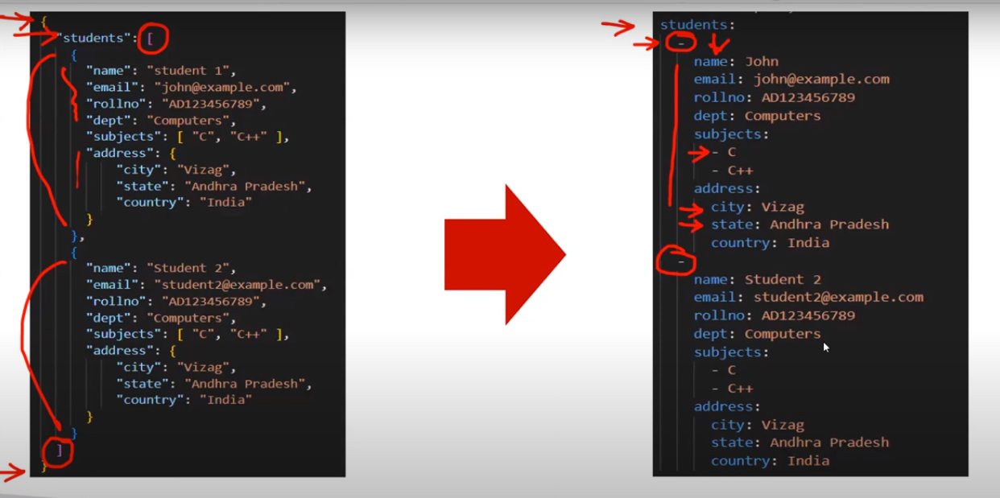 {
"students": [
{
"name": "student 1",
"email": "john@example.com",
"rollno": "AD123456789",
"dept": "Computers",
"subjects": [ "C", "C++" ],
"address": {
"city": "Vizag",
"state": "Andhra Pradesh",
"country": "India"
}
},
{
"name": "Student 2",
"email": "student2@example.com",
"rollno": "AD123456789",
"dept": "Computers",
"subjects": [ "C", "C++" ],
"address": {
"city": "Vizag",
"state": "Andhra Pradesh",
"country": "India"
}
}
]
}
students:
-
name: John
email: john@example.com
rollno: AD123456789
dept: Computers
subjects:
- C
- C++
address:
city: Vizag
state: Andhra Pradesh
country: India
-
name: Student 2
email: student2@example.com
rollno: AD123456789
dept: Computers
subjects:
- C
- C++
address:
city: Vizag
state: Andhra Pradesh
country: India